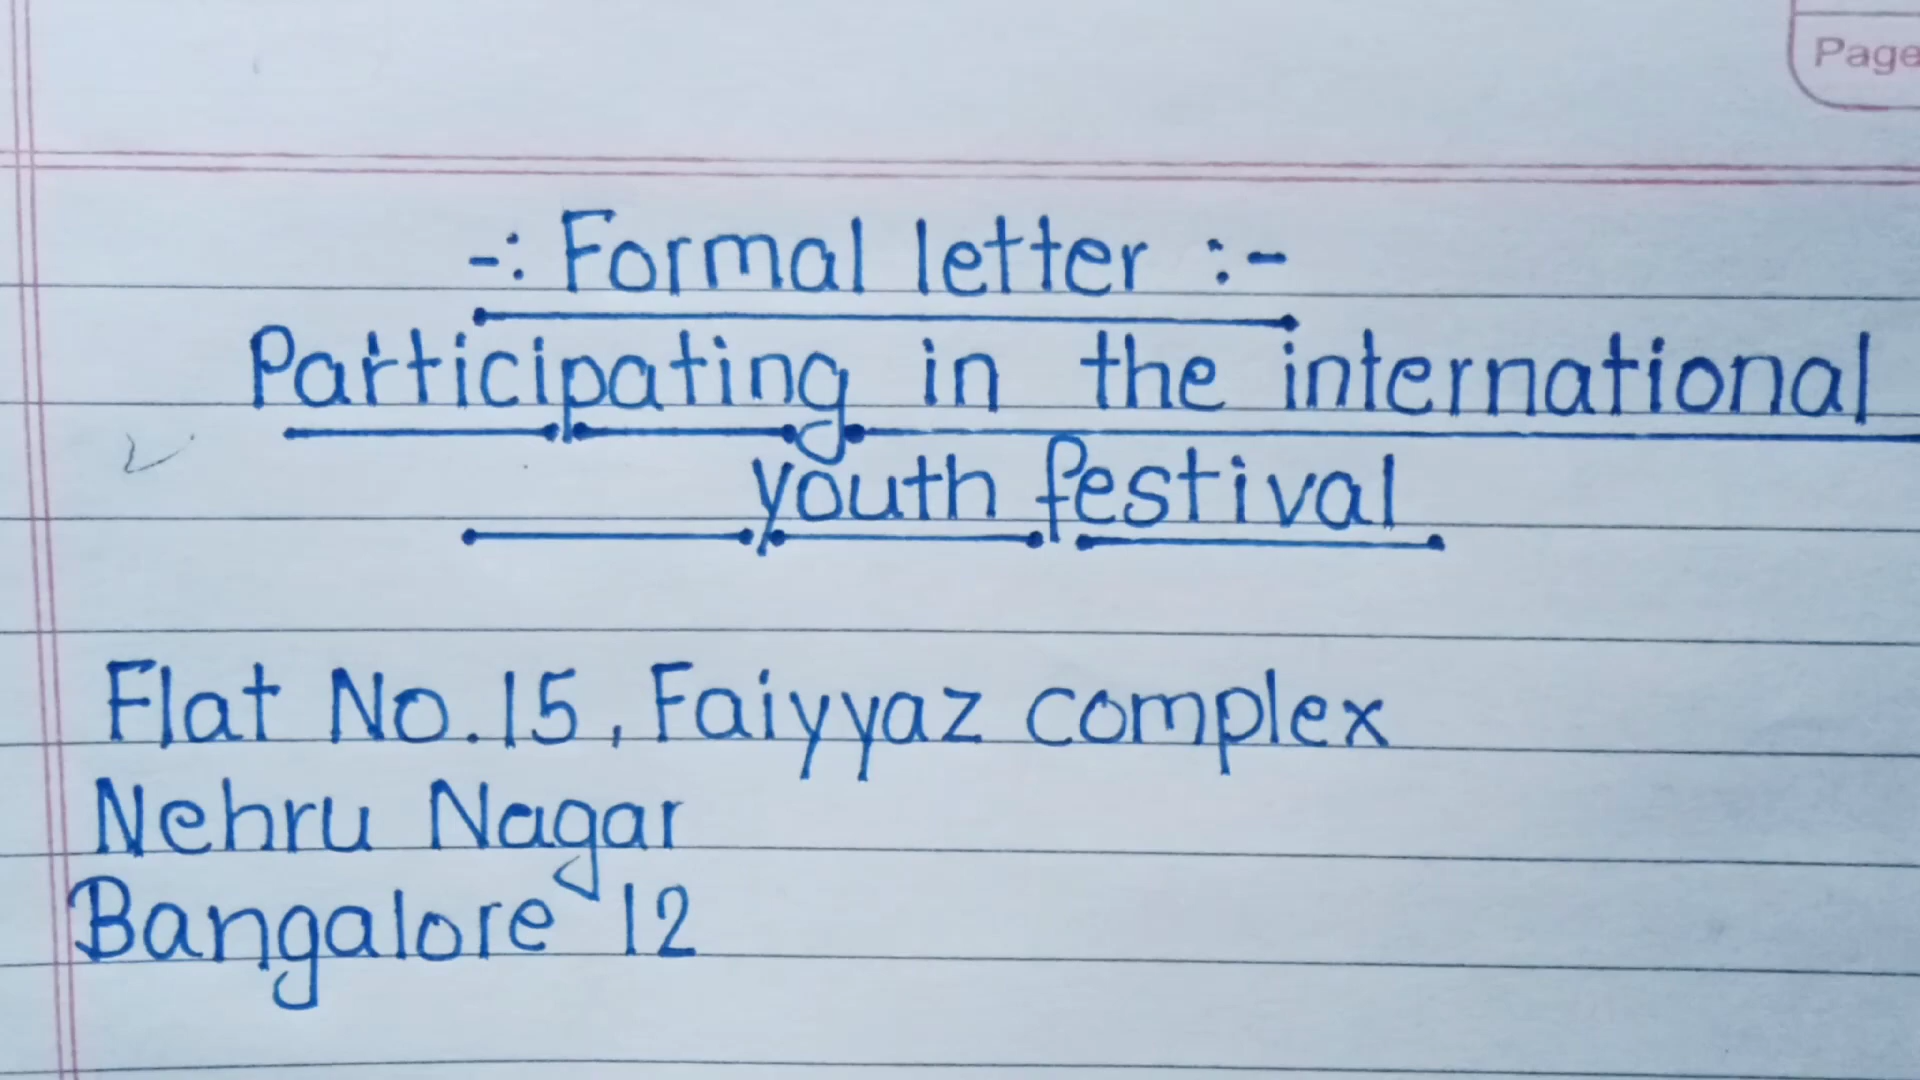 Page
-: Formal letter :-
Participating in the international
youth festival
Flat No. 15, Faiyyaz complex
Nehru Nagar
Bangalore 12